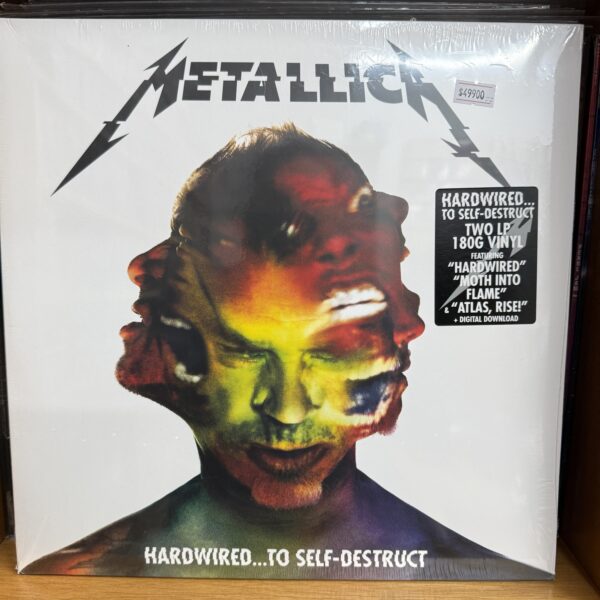 METALLICA
$49900
HARDWIRED...
TO SELF-DESTRUCT
TWO LP
180G VINYL
FEATURING
"HARDWIRED"
"MOTH INTO
FLAME"
& "ATLAS, RISE!"
+ DIGITAL DOWNLOAD
HARDWIRED...TO SELF-DESTRUCT